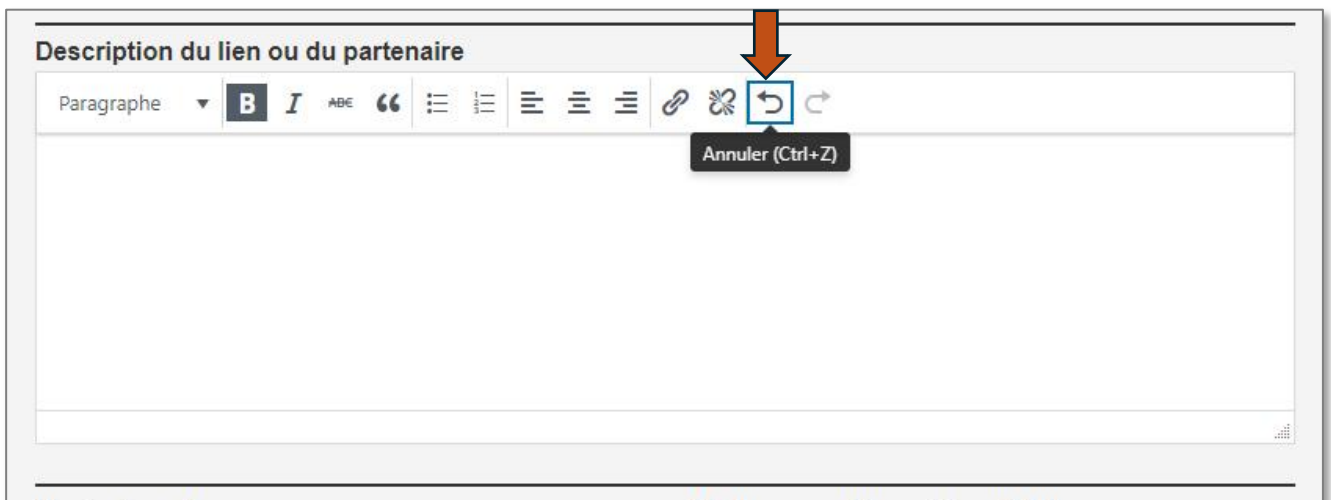 Description du lien ou du partenaire
Paragraphe B I ABC
Annuler (Ctrl+Z)